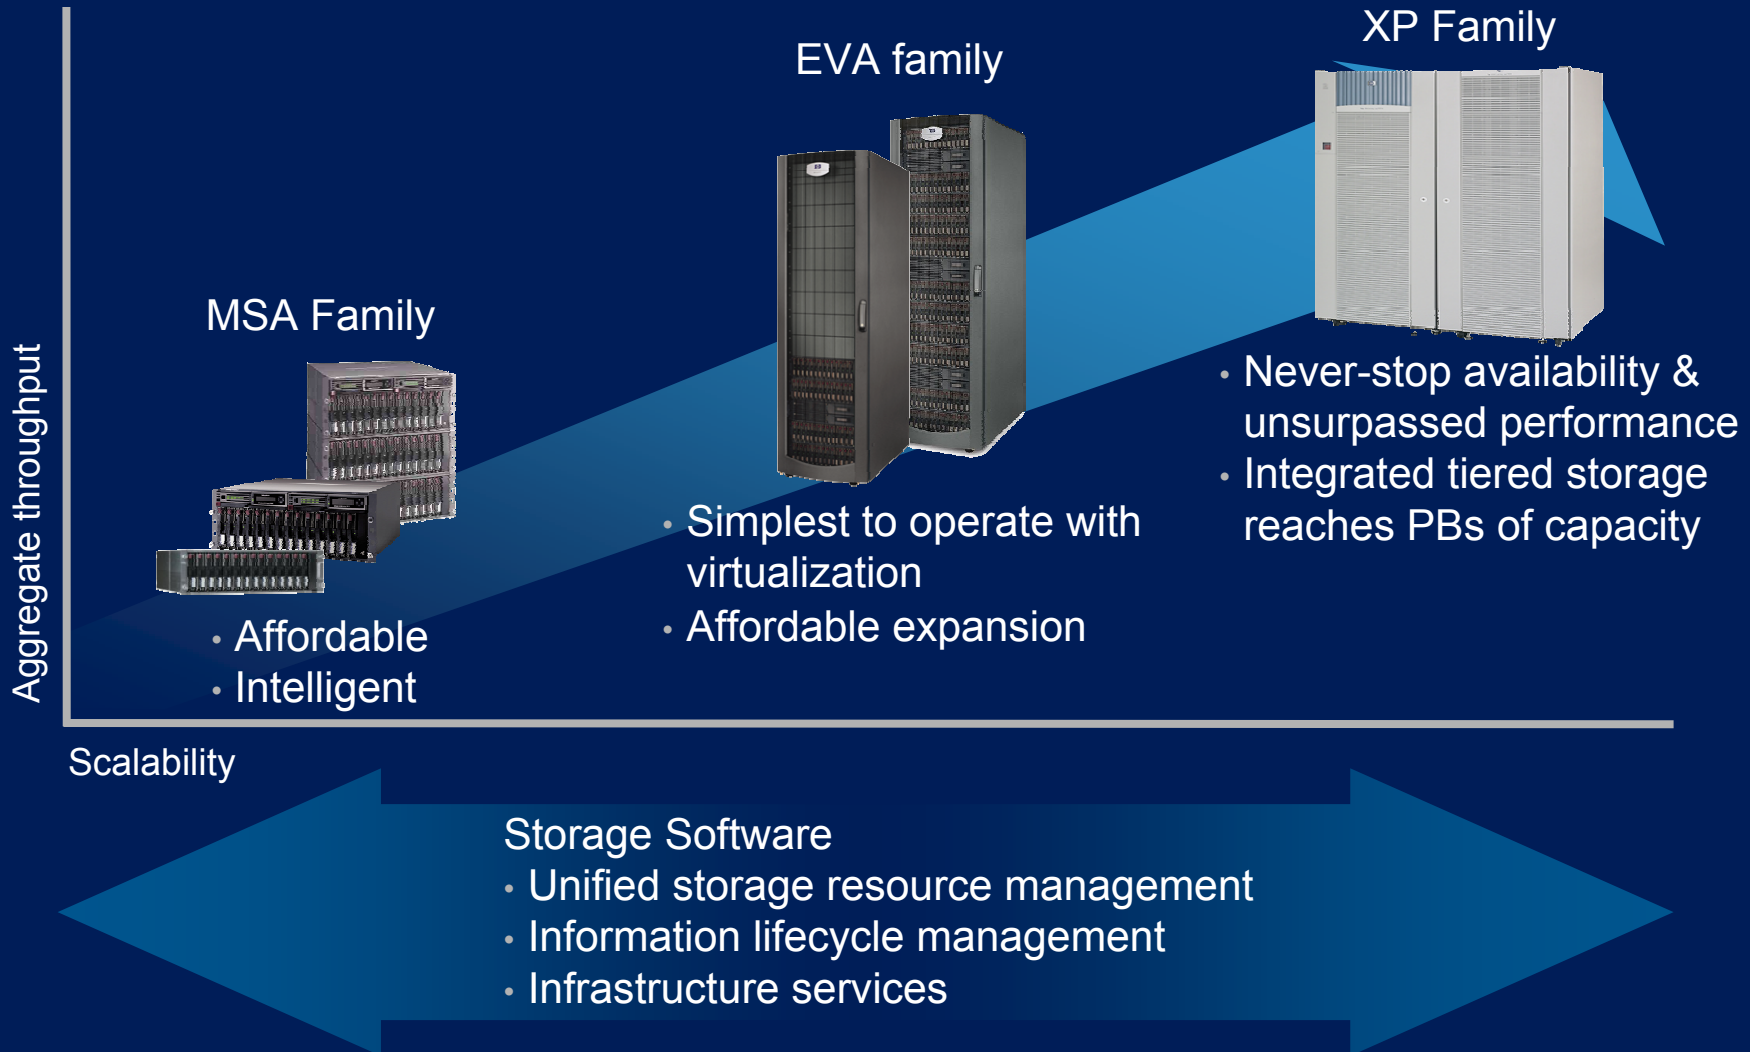 XP Family
EVA family
MSA Family
Aggregate throughput
• Never-stop availability &
unsurpassed performance
• Integrated tiered storage
reaches PBs of capacity
• Simplest to operate with
virtualization
• Affordable expansion
• Affordable
• Intelligent
Scalability
Storage Software
• Unified storage resource management
• Information lifecycle management
• Infrastructure services